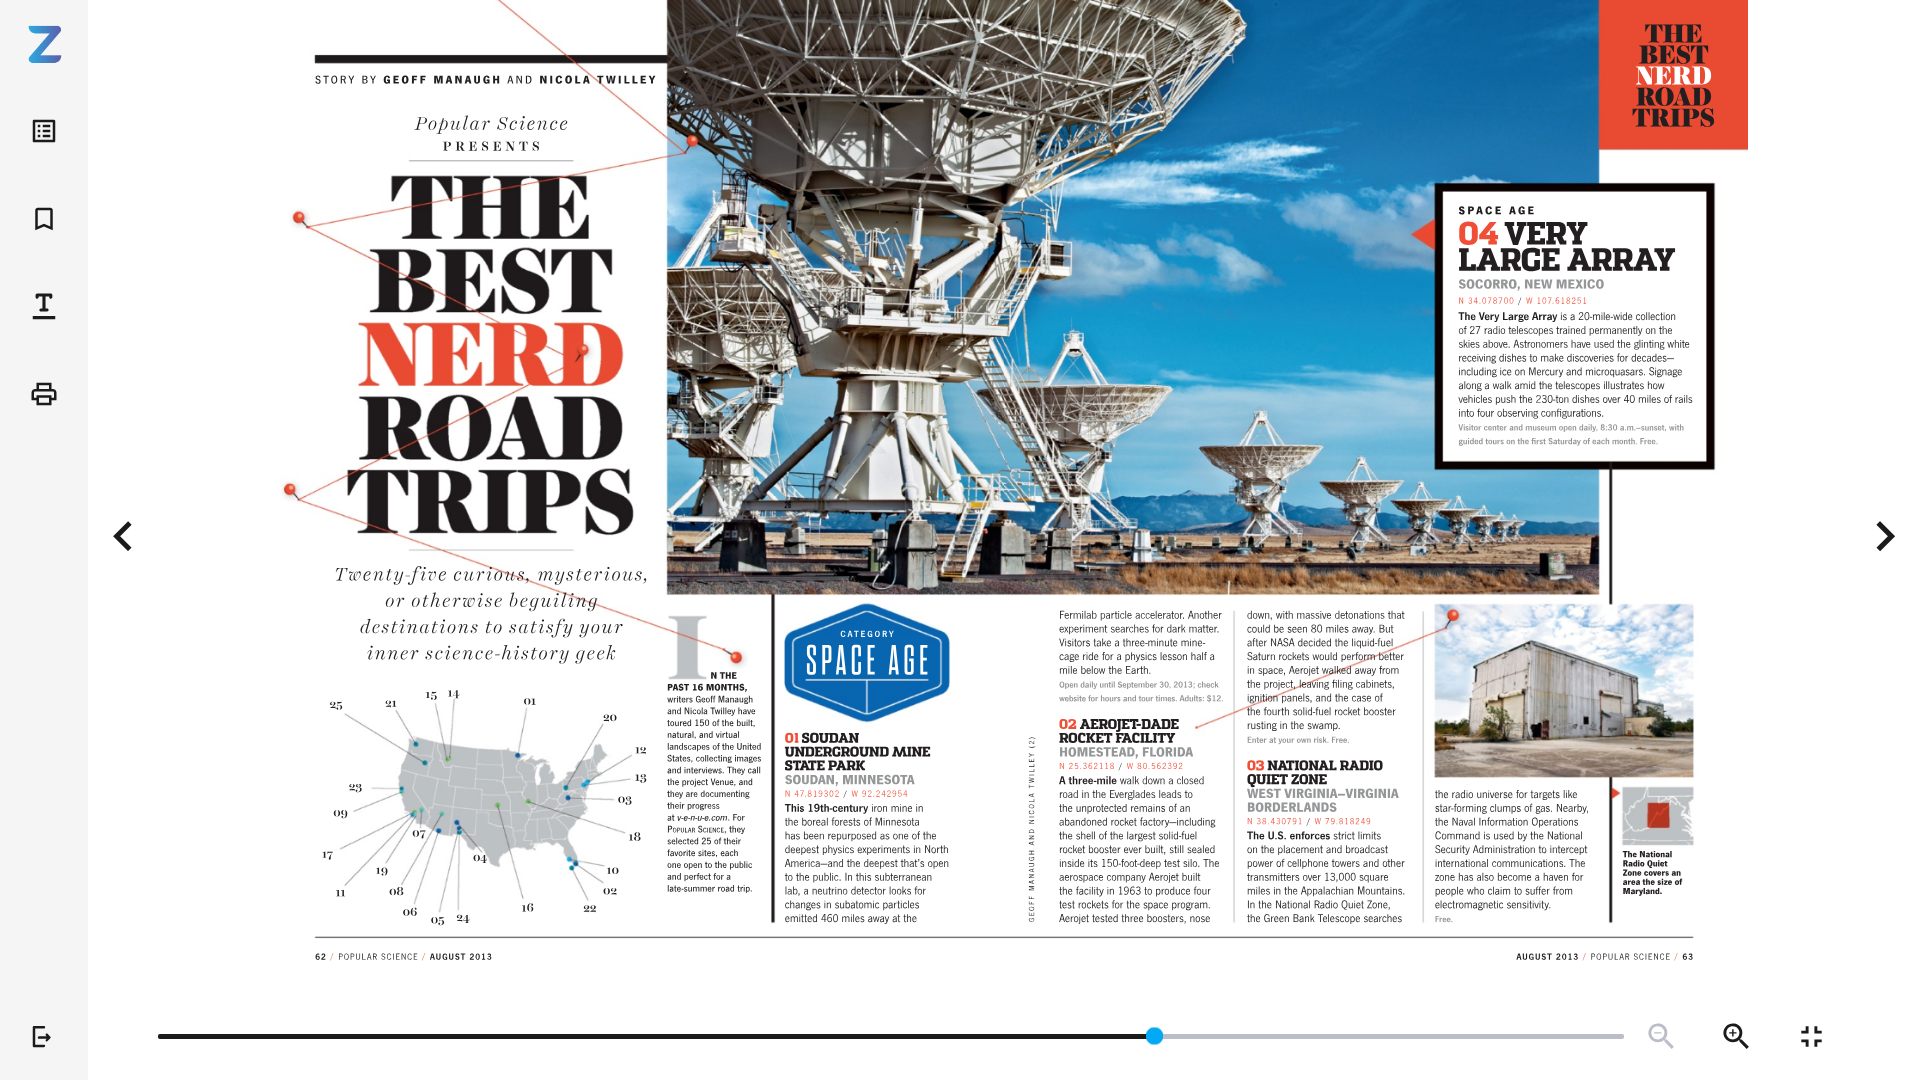 STORY BY GEOFF MANAUGH AND NICOLA TWILLEY
Popular Science
PRESENTS
THE
BEST
NERD
ROAD
TRIPS
Twenty-five curious, mysterious,
or otherwise beguiling
destinations to satisfy your
inner science-history geek
25
21
15
14
01
20
12
13
03
18
10
02
22
16
24
05
06
08
11
19
17
07
04
09
23
IN THE
PAST 16 MONTHS,
writers Geoff Manaugh
and Nicola Twilley have
toured 150 of the built,
natural, and virtual
landscapes of the United
States, collecting images
and interviews. They call
the project Venue, and
they are documenting
their progress
at v-e-n-u-e.com. For
POPULAR SCIENCE, they
selected 25 of their
favorite sites, each
one open to the public
and perfect for a
late-summer road trip.
CATEGORY
SPACE AGE
01 SOUDAN
UNDERGROUND MINE
STATE PARK
SOUDAN, MINNESOTA
N 47.819302 / W 92.242954
This 19th-century iron mine in
the boreal forests of Minnesota
has been repurposed as one of the
deepest physics experiments in North
America—and the deepest that's open
to the public. In this subterranean
lab, a neutrino detector looks for
changes in subatomic particles
emitted 460 miles away at the
GEOFF MANAUGH AND NICOLA TWILLEY (2)
Fermilab particle accelerator. Another
experiment searches for dark matter.
Visitors take a three-minute mine-
cage ride for a physics lesson half a
mile below the Earth.
Open daily until September 30, 2013; check
website for hours and tour times. Adults: $12.
02 AEROJET-DADE
ROCKET FACILITY
HOMESTEAD, FLORIDA
N 25.362118 / W 80.562392
A three-mile walk down a closed
road in the Everglades leads to
the unprotected remains of an
abandoned rocket factory—including
the shell of the largest solid-fuel
rocket booster ever built, still sealed
inside its 150-foot-deep test silo. The
aerospace company Aerojet built
the facility in 1963 to produce four
test rockets for the space program.
Aerojet tested three boosters, nose
down, with massive detonations that
could be seen 80 miles away. But
after NASA decided the liquid-fuel
Saturn rockets would perform better
in space, Aerojet walked away from
the project, leaving filing cabinets,
ignition panels, and the case of
the fourth solid-fuel rocket booster
rusting in the swamp.
Enter at your own risk. Free.
03 NATIONAL RADIO
QUIET ZONE
WEST VIRGINIA–VIRGINIA
BORDERLANDS
N 38.430791 / W 79.818249
The U.S. enforces strict limits
on the placement and broadcast
power of cellphone towers and other
transmitters over 13,000 square
miles in the Appalachian Mountains.
In the National Radio Quiet Zone,
the Green Bank Telescope searches
the radio universe for targets like
star-forming clumps of gas. Nearby,
the Naval Information Operations
Command is used by the National
Security Administration to intercept
international communications. The
zone has also become a haven for
people who claim to suffer from
electromagnetic sensitivity.
Free.
The National
Radio Quiet
Zone covers an
area the size of
Maryland.
THE
BEST
NERD
ROAD
TRIPS
SPACE AGE
04 VERY
LARGE ARRAY
SOCORRO, NEW MEXICO
N 34.078700 / W 107.618251
The Very Large Array is a 20-mile-wide collection
of 27 radio telescopes trained permanently on the
skies above. Astronomers have used the glinting white
receiving dishes to make discoveries for decades—
including ice on Mercury and microquasars. Signage
along a walk amid the telescopes illustrates how
vehicles push the 230-ton dishes over 40 miles of rails
into four observing configurations.
Visitor center and museum open daily, 8:30 a.m.–sunset, with
guided tours on the first Saturday of each month. Free.
62 / POPULAR SCIENCE / AUGUST 2013
AUGUST 2013 / POPULAR SCIENCE / 63